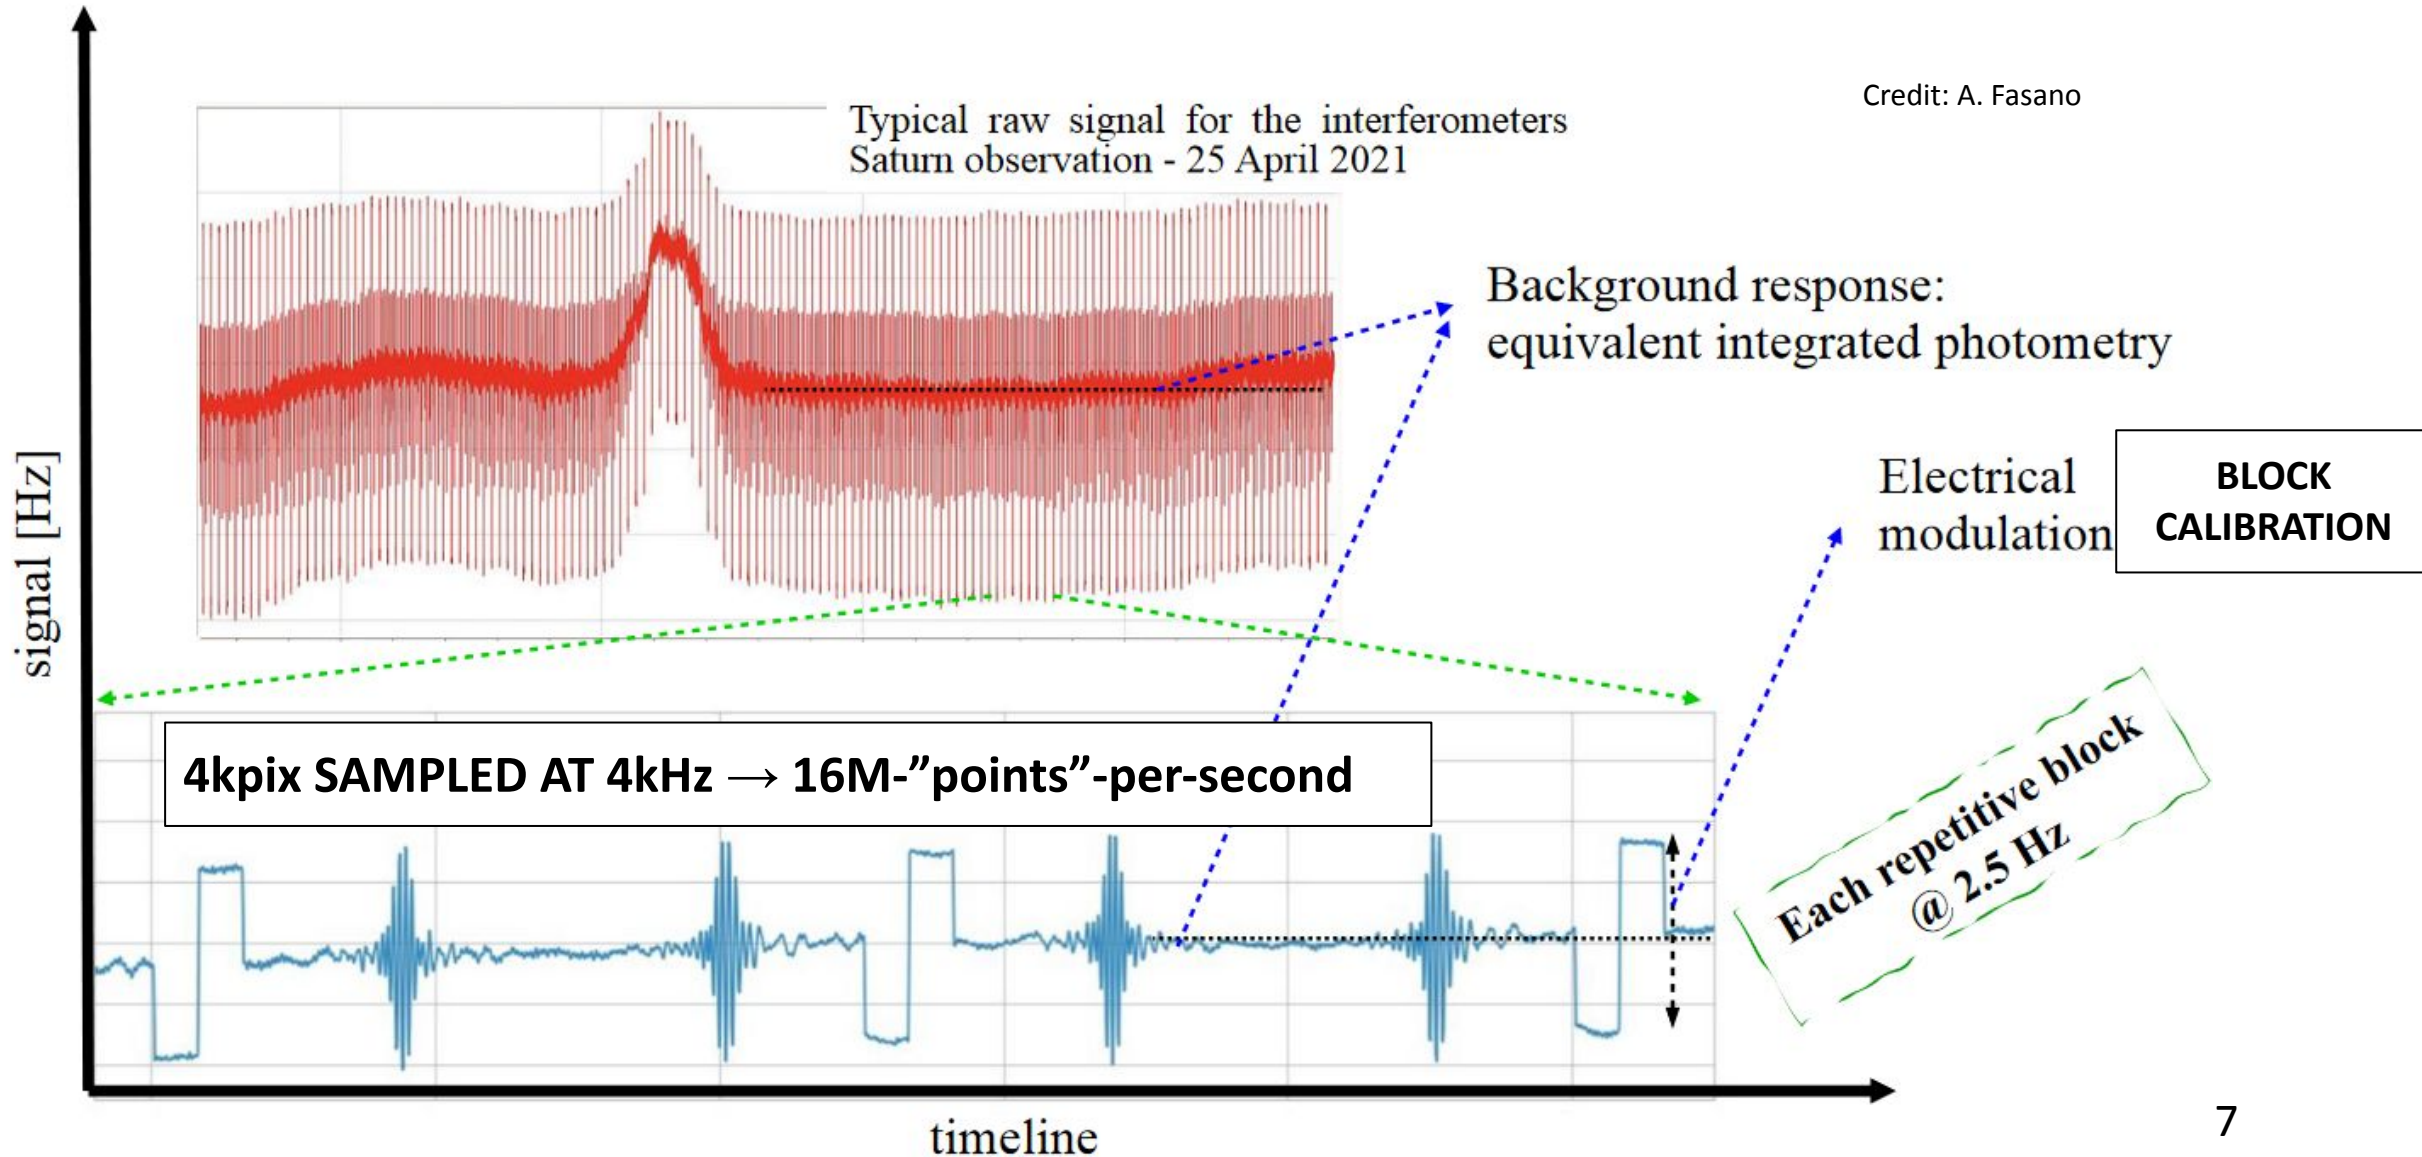 Credit: A. Fasano
Typical raw signal for the interferometers
Saturn observation - 25 April 2021
Background response:
equivalent integrated photometry
Electrical
modulation
BLOCK
CALIBRATION
signal [Hz]
4kpix SAMPLED AT 4kHz → 16M-”points”-per-second
Each repetitive block
@ 2.5 Hz
timeline
7